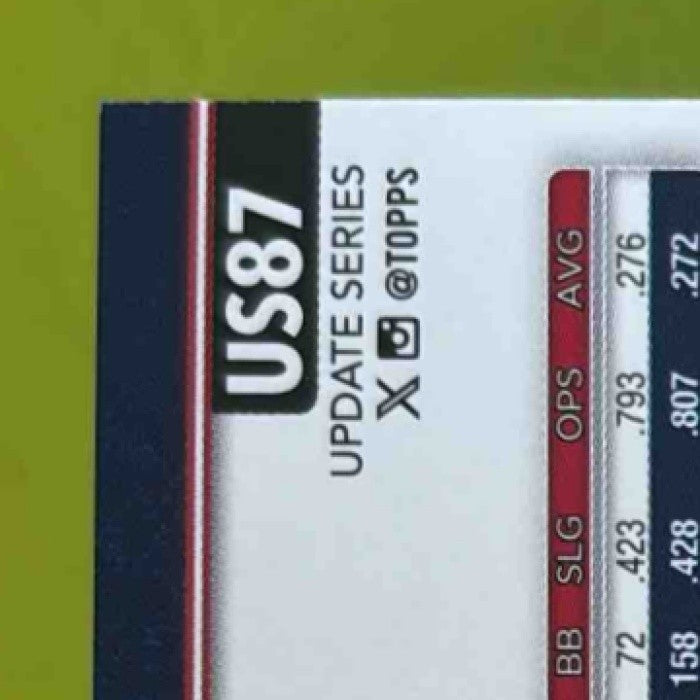 US87
UPDATE SERIES
X @TOPPS
BB SLG OPS AVG
72 .423 .793 .276
158 .428 .807 .272